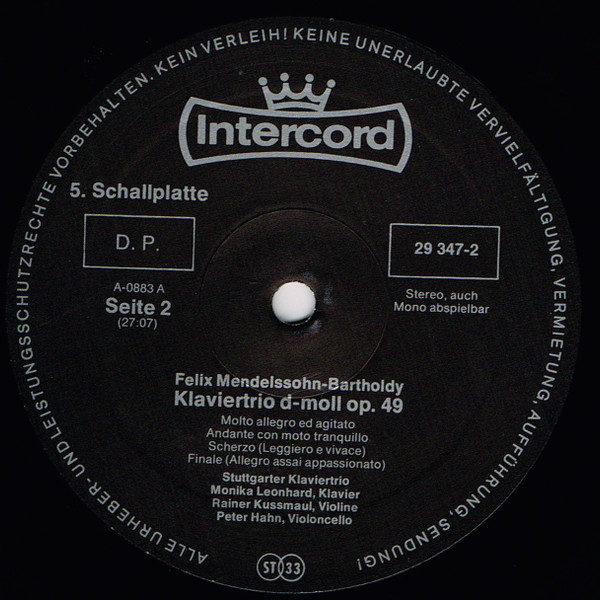 ALLE URHEBER- UND LEISTUNGSSCHUTZRECHTE VORBEHALTEN. KEIN VERLEIH! KEINE UNERLAUBTE VERVIELFÄLTIGUNG, VERMIETUNG, AUFFÜHRUNG, SENDUNG!
Intercord
5. Schallplatte
D. P.
29 347-2
A-0883 A
Seite 2
(27:07)
Stereo, auch
Mono abspielbar
Felix Mendelssohn-Bartholdy
Klaviertrio d-moll op. 49
Molto allegro ed agitato
Andante con moto tranquillo
Scherzo (Leggiero e vivace)
Finale (Allegro assai appassionato)
Stuttgarter Klaviertrio
Monika Leonhard, Klavier
Rainer Kussmaul, Violine
Peter Hahn, Violoncello
ST 33